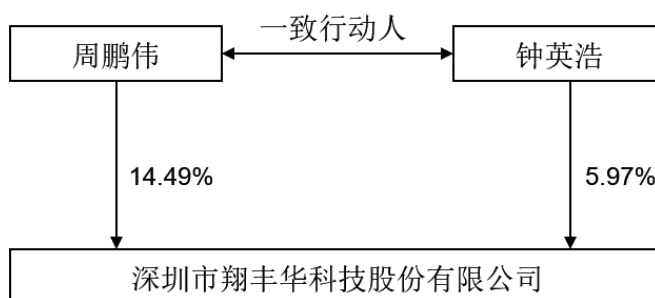 一致行动人
周鹏伟
钟英浩
14.49%
5.97%
深圳市翔丰华科技股份有限公司